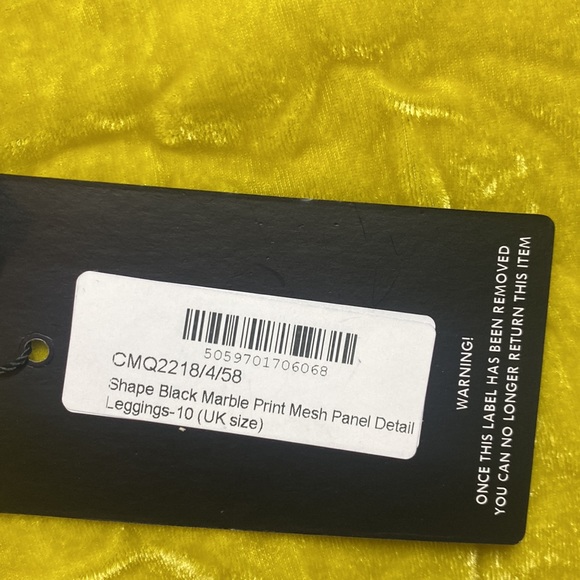 5059701706068
CMQ2218/4/58
Shape Black Marble Print Mesh Panel Detail
Leggings-10 (UK size)
WARNING!
ONCE THIS LABEL HAS BEEN REMOVED
YOU CAN NO LONGER RETURN THIS ITEM